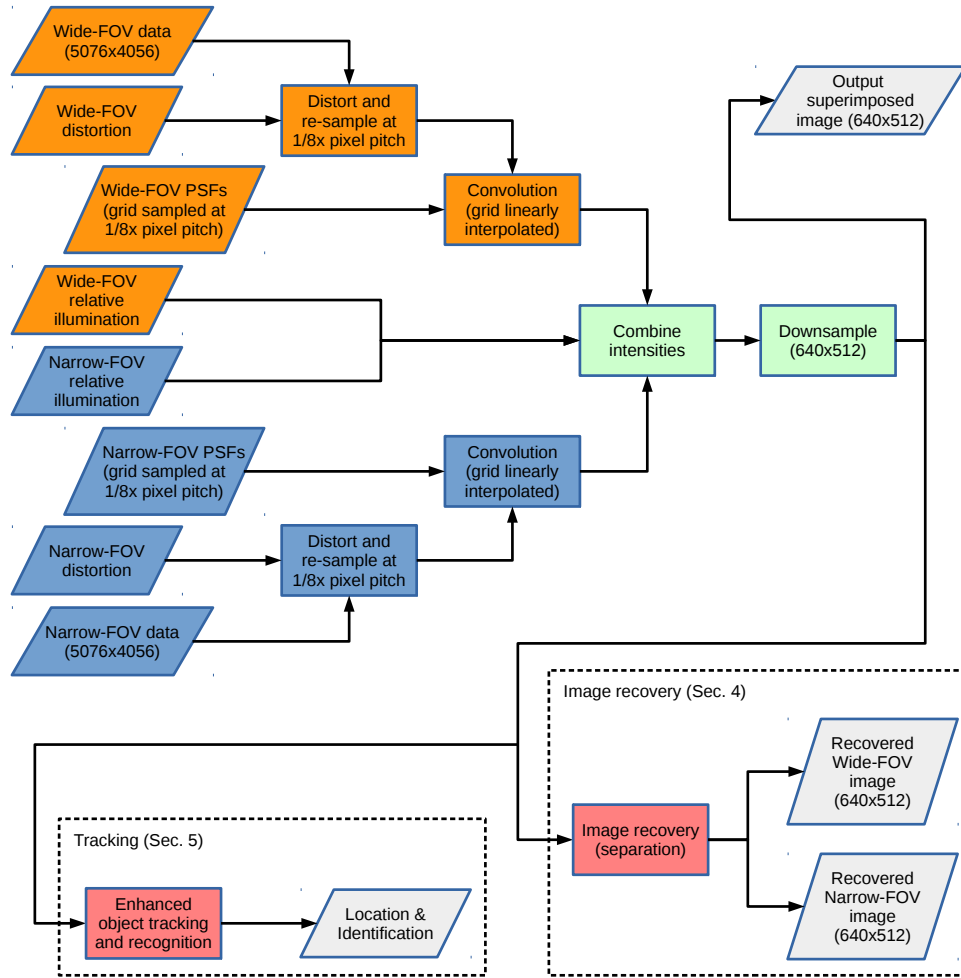 Wide-FOV data
(5076x4056)
Wide-FOV
distortion
Distort and
re-sample at
1/8x pixel pitch
Output
superimposed
image (640x512)
Wide-FOV PSFs
(grid sampled at
1/8x pixel pitch)
Convolution
(grid linearly
interpolated)
Wide-FOV
relative
illumination
Narrow-FOV
relative
illumination
Combine
intensities
Downsample
(640x512)
Narrow-FOV PSFs
(grid sampled at
1/8x pixel pitch)
Convolution
(grid linearly
interpolated)
Narrow-FOV
distortion
Distort and
re-sample at
1/8x pixel pitch
Narrow-FOV data
(5076x4056)
Image recovery (Sec. 4)
Recovered
Wide-FOV
image
(640x512)
Image recovery
(separation)
Recovered
Narrow-FOV
image
(640x512)
Tracking (Sec. 5)
Enhanced
object tracking
and recognition
Location &
Identification